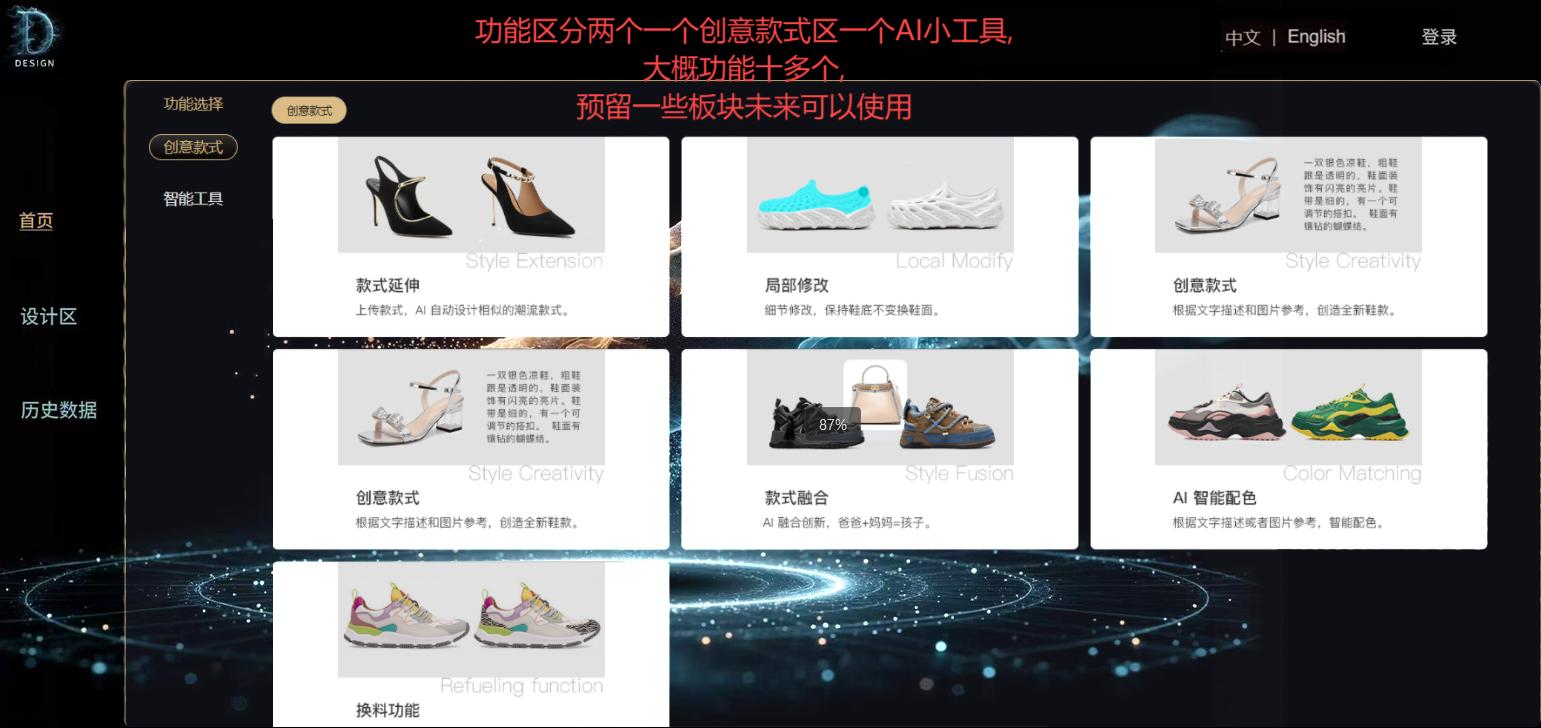 DESIGN
功能区分两个一个创意款式区一个AI小工具,
大概功能十多个,
预留一些板块未来可以使用
中文 | English
登录
首页
设计区
历史数据
功能选择
创意款式
智能工具
创意款式
Style Extension
款式延伸
上传款式，AI 自动设计相似的潮流款式。
Local Modify
局部修改
细节修改，保持鞋底不变换鞋面。
一双银色凉鞋，粗鞋
跟是透明的，鞋面装
饰有闪亮的亮片。鞋
带是细的，有一个可
调节的搭扣。 鞋面有
镶钻的蝴蝶结。
Style Creativity
创意款式
根据文字描述和图片参考，创造全新鞋款。
一双银色凉鞋，粗鞋
跟是透明的，鞋面装
饰有闪亮的亮片。鞋
带是细的，有一个可
调节的搭扣。 鞋面有
镶钻的蝴蝶结。
Style Creativity
创意款式
根据文字描述和图片参考，创造全新鞋款。
87%
Style Fusion
款式融合
AI 融合创新，爸爸+妈妈=孩子。
Color Matching
AI 智能配色
根据文字描述或者图片参考，智能配色。
Refueling function
换料功能